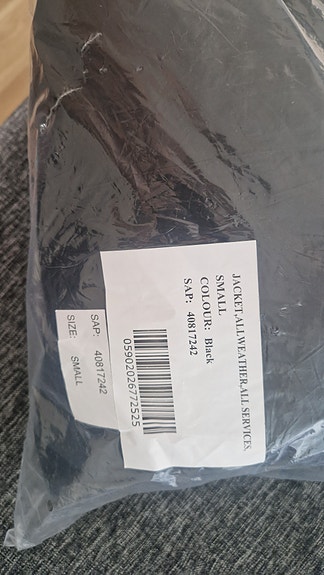 JACKET,ALLWEATHER,ALL SERVICES,
SMALL
COLOUR: Black
SAP: 40817242
05902026772525
SAP: 40817242
SIZE: SMALL